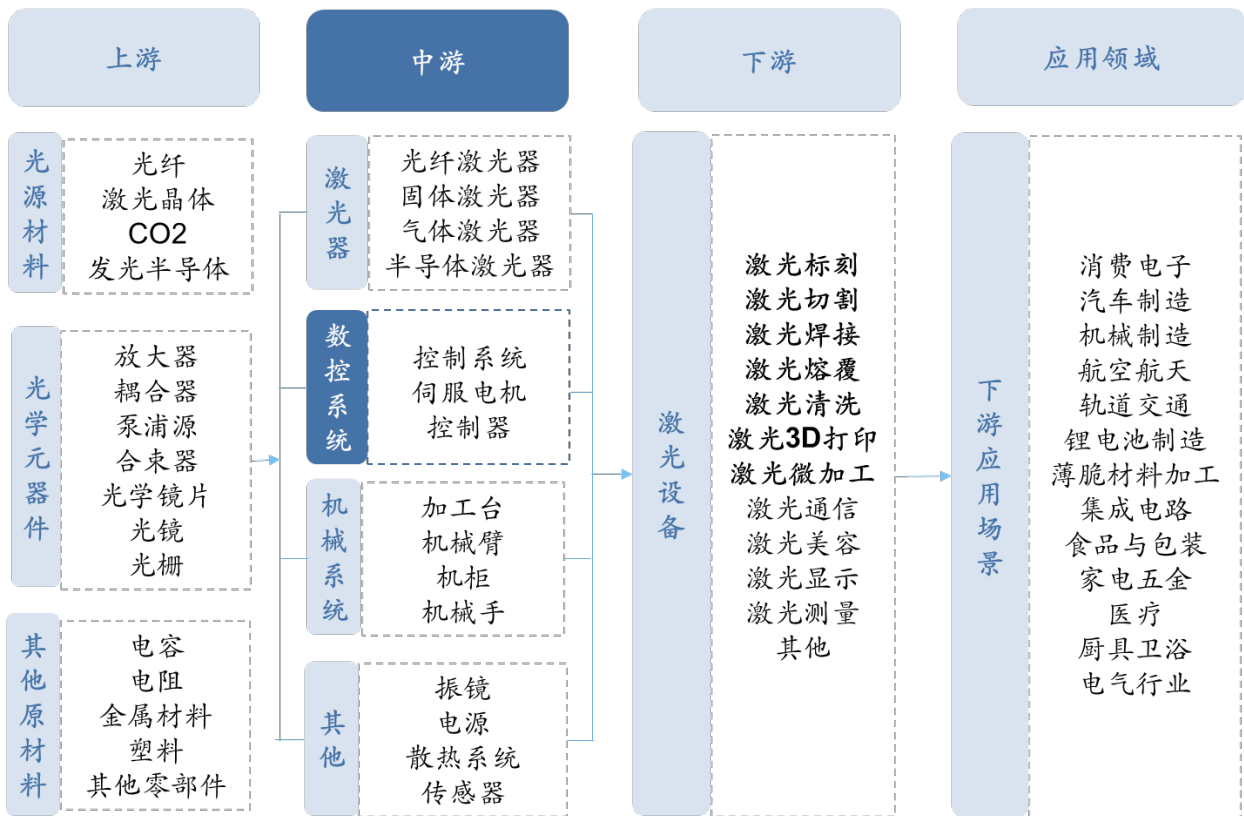 上游
中游
下游
应用领域
光源材料
光纤
激光晶体
CO2
发光半导体
光学元器件
放大器
耦合器
泵浦源
合束器
光学镜片
光镜
光栅
其他原材料
电容
电阻
金属材料
塑料
其他零部件
激光器
光纤激光器
固体激光器
气体激光器
半导体激光器
数控系统
控制系统
伺服电机
控制器
机械系统
加工台
机械臂
机柜
机械手
其他
振镜
电源
散热系统
传感器
激光设备
激光标刻
激光切割
激光焊接
激光熔覆
激光清洗
激光3D打印
激光微加工
激光通信
激光美容
激光显示
激光测量
其他
下游应用场景
消费电子
汽车制造
机械制造
航空航天
轨道交通
锂电池制造
薄脆材料加工
集成电路
食品与包装
家电五金
医疗
厨具卫浴
电气行业